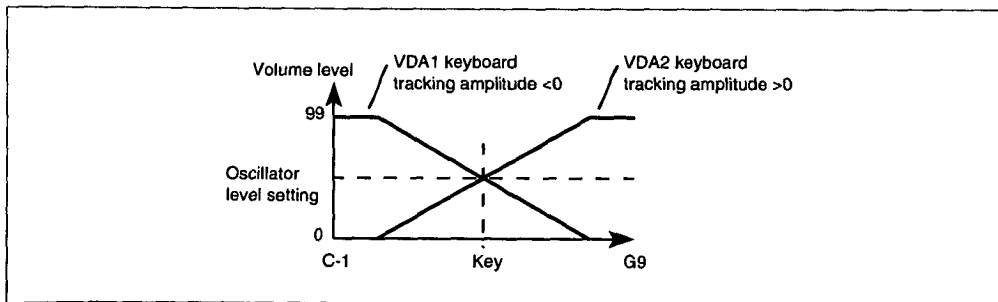 Volume level
VDA1 keyboard
tracking amplitude <0
VDA2 keyboard
tracking amplitude >0
99
Oscillator
level setting
0
C-1
Key
G9